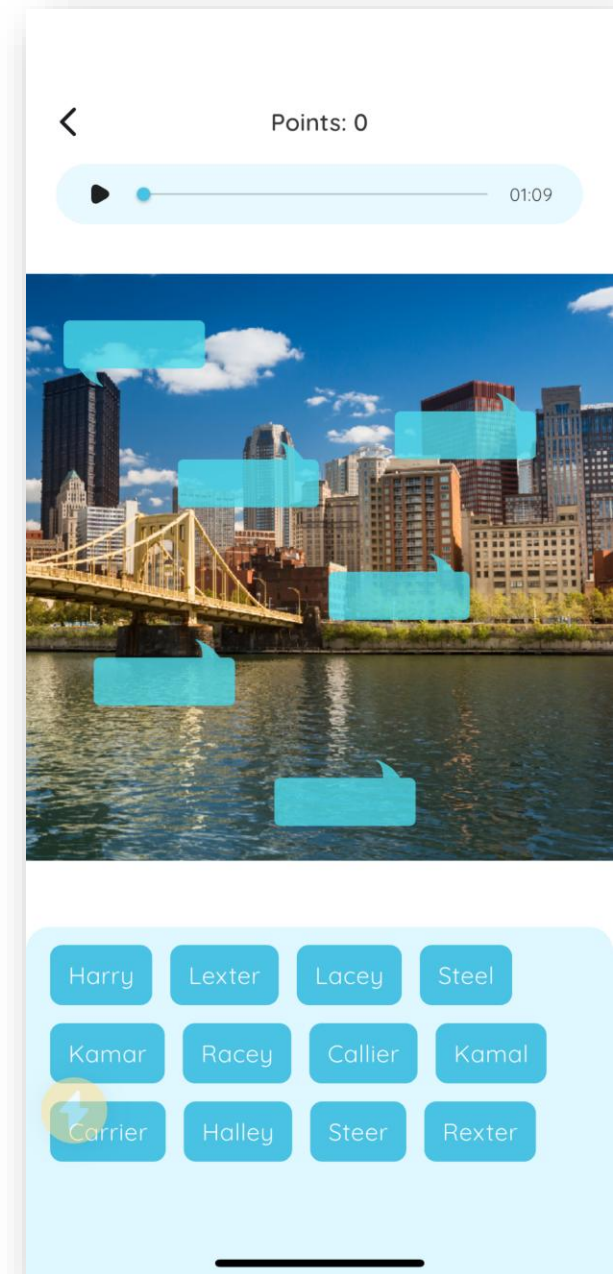 Points: 0
01:09
Harry Lexter Lacey Steel
Kamar Racey Callier Kamal
Carrier Halley Steer Rexter